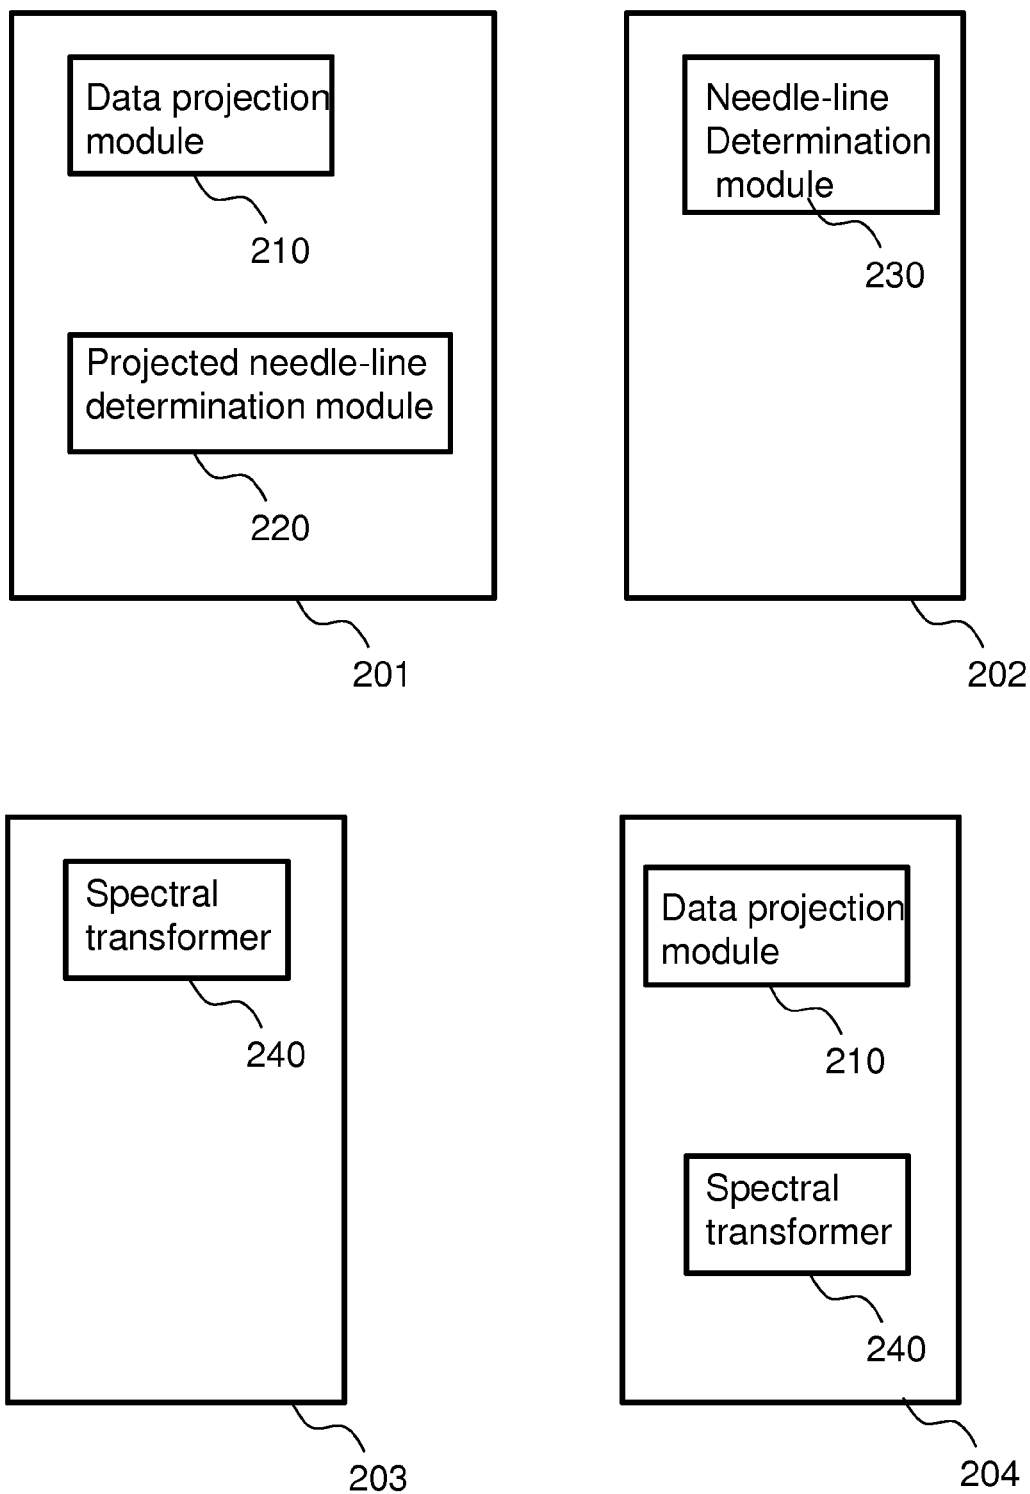 Data projection
module
210
Projected needle-line
determination module
220
201
Needle-line
Determination
module
230
202
Spectral
transformer
240
203
Data projection
module
210
Spectral
transformer
240
204